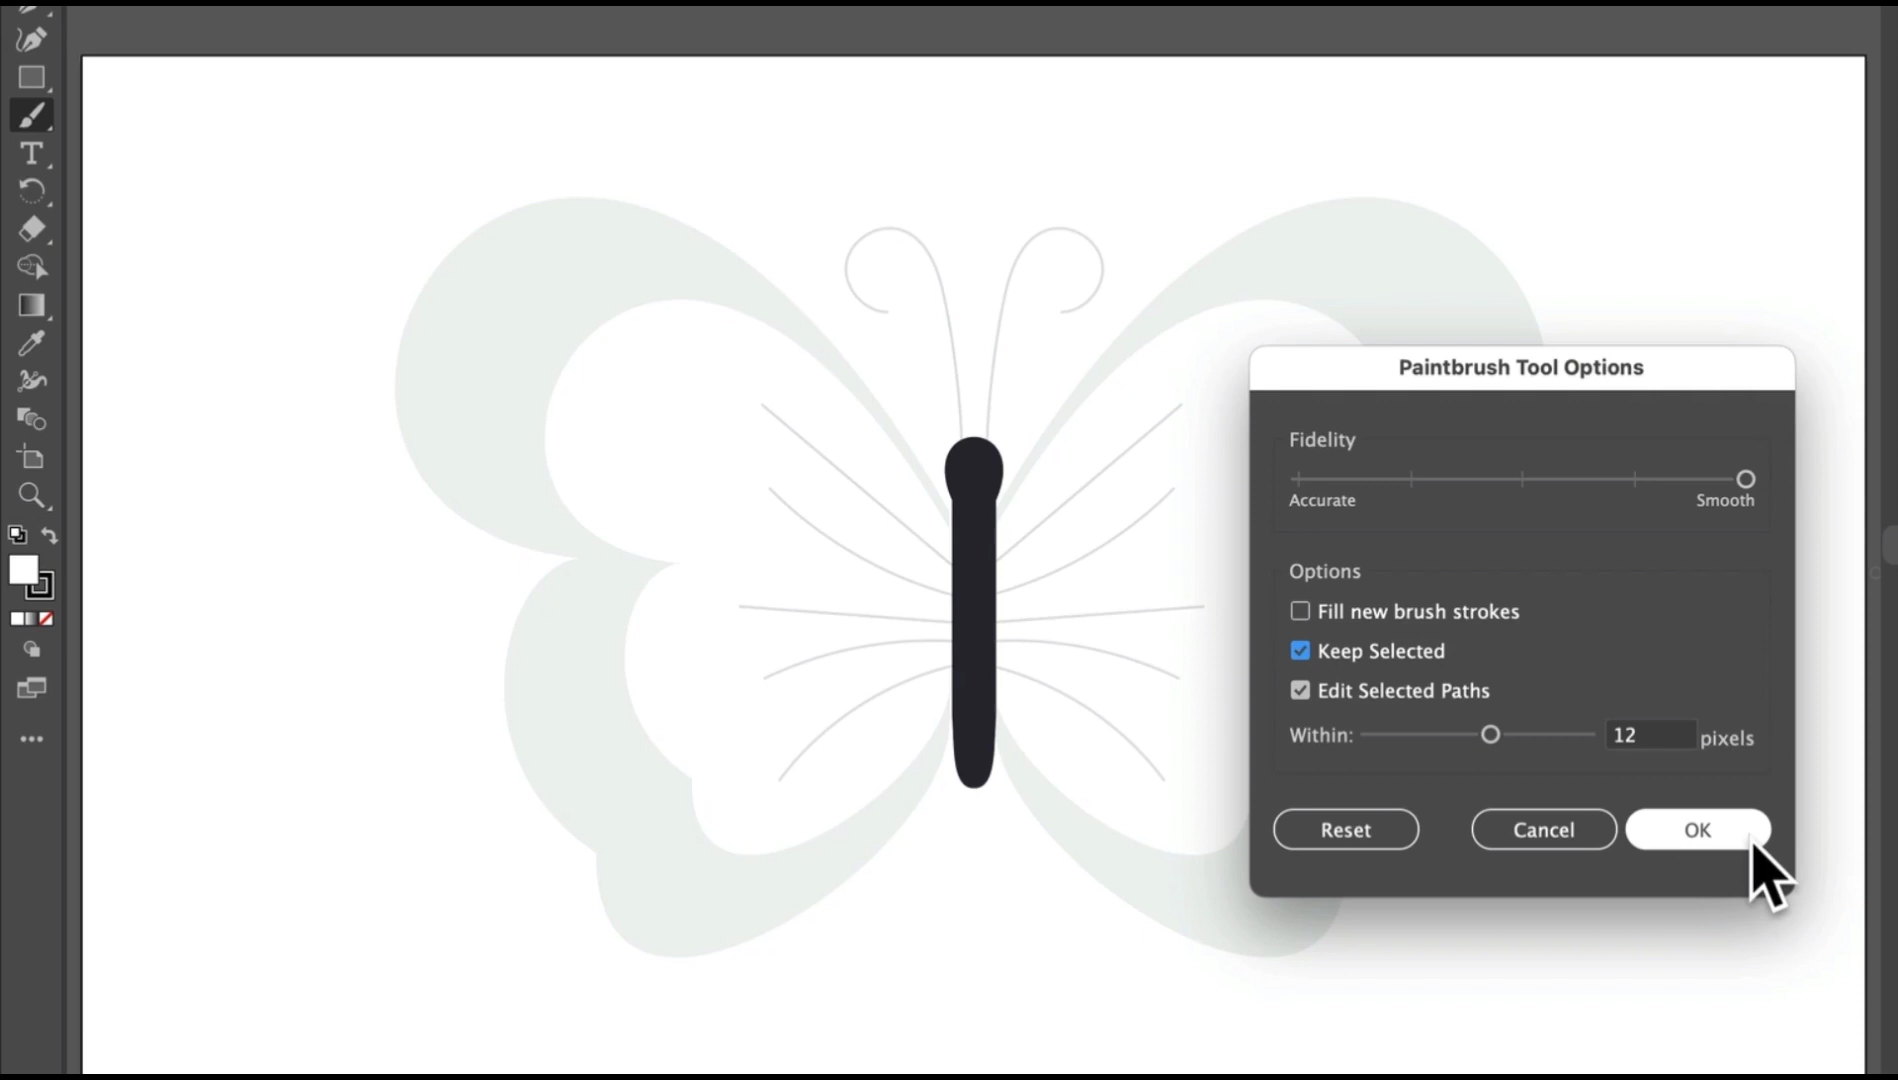 Paintbrush Tool Options
Fidelity
Accurate Smooth
Options
Fill new brush strokes
Keep Selected
Edit Selected Paths
Within: 12 pixels
Reset Cancel OK